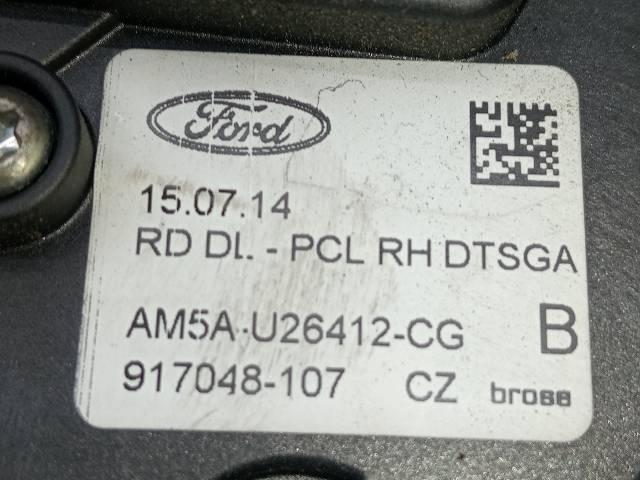 Ford
15.07.14
RD DL - PCL RH DTSGA
AM5A-U26412-CG B
917048-107 CZ brose